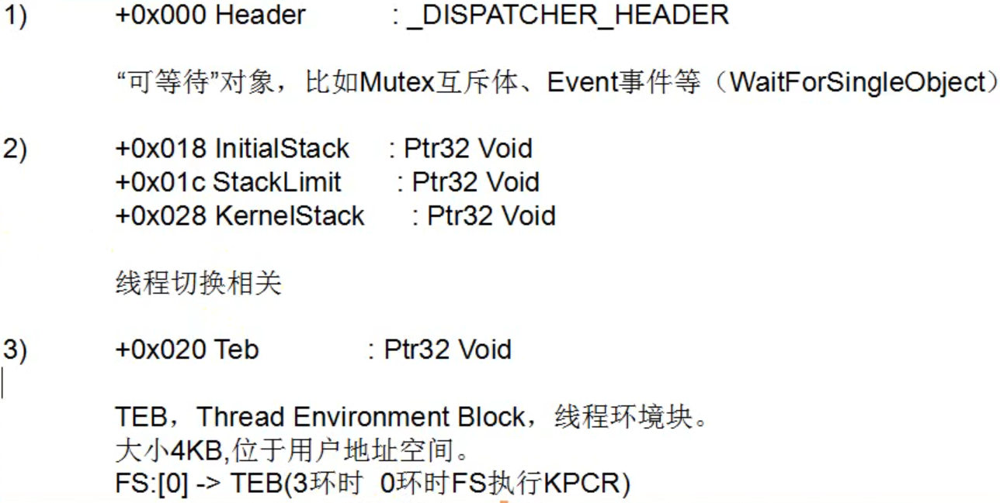 1) +0x000 Header : _DISPATCHER_HEADER
“可等待”对象，比如Mutex互斥体、Event事件等（WaitForSingleObject）
2) +0x018 InitialStack : Ptr32 Void
+0x01c StackLimit : Ptr32 Void
+0x028 KernelStack : Ptr32 Void
线程切换相关
3) +0x020 Teb : Ptr32 Void
TEB，Thread Environment Block，线程环境块。
大小4KB,位于用户地址空间。
FS:[0] -> TEB(3环时 0环时FS执行KPCR)